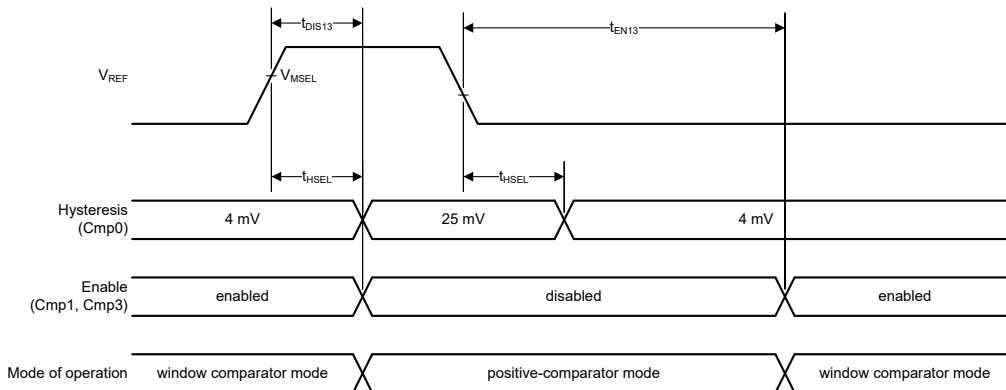 tDIS13
tEN13
VREF
VMSEL
tHSEL
tHSEL
Hysteresis
(Cmp0)
4 mV
25 mV
4 mV
Enable
(Cmp1, Cmp3)
enabled
disabled
enabled
Mode of operation
window comparator mode
positive-comparator mode
window comparator mode